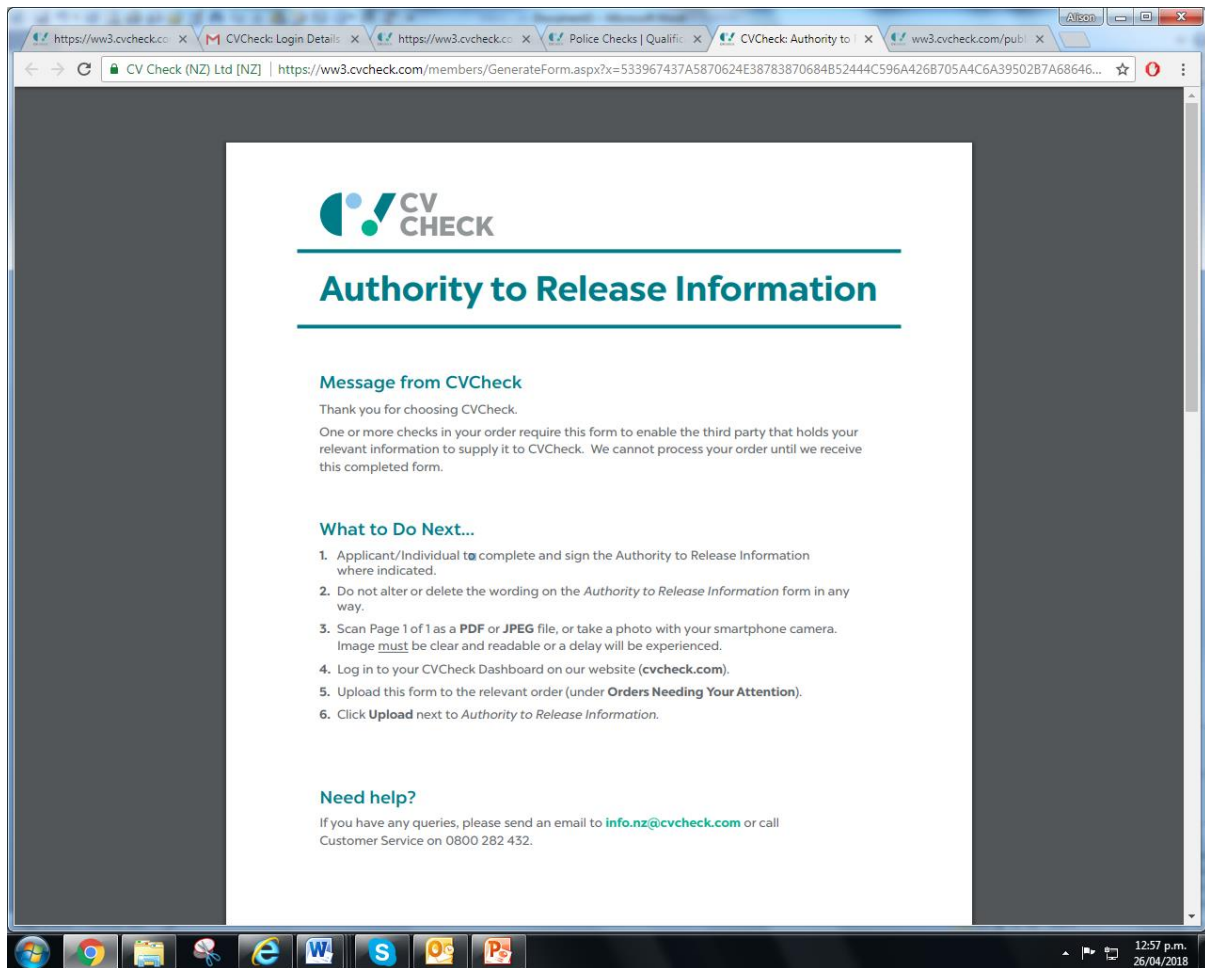 Alison
https://ww3.cvcheck.co
CVCheck: Login Details
https://ww3.cvcheck.cc
Police Checks | Qualific
CVCheck: Authority to
ww3.cvcheck.com/publ
CV Check (NZ) Ltd [NZ] | https://ww3.cvcheck.com/members/GenerateForm.aspx?x=533967437A5870624E38783870684B52444C596A426B705A4C6A39502B7A68646...
CV
CHECK
Authority to Release Information
Message from CVCheck
Thank you for choosing CVCheck.
One or more checks in your order require this form to enable the third party that holds your
relevant information to supply it to CVCheck. We cannot process your order until we receive
this completed form.
What to Do Next...
1. Applicant/Individual to complete and sign the Authority to Release Information
where indicated.
2. Do not alter or delete the wording on the Authority to Release Information form in any
way.
3. Scan Page 1 of 1 as a PDF or JPEG file, or take a photo with your smartphone camera.
Image must be clear and readable or a delay will be experienced.
4. Log in to your CVCheck Dashboard on our website (cvcheck.com).
5. Upload this form to the relevant order (under Orders Needing Your Attention).
6. Click Upload next to Authority to Release Information.
Need help?
If you have any queries, please send an email to info.nz@cvcheck.com or call
Customer Service on 0800 282 432.
12:57 p.m.
26/04/2018